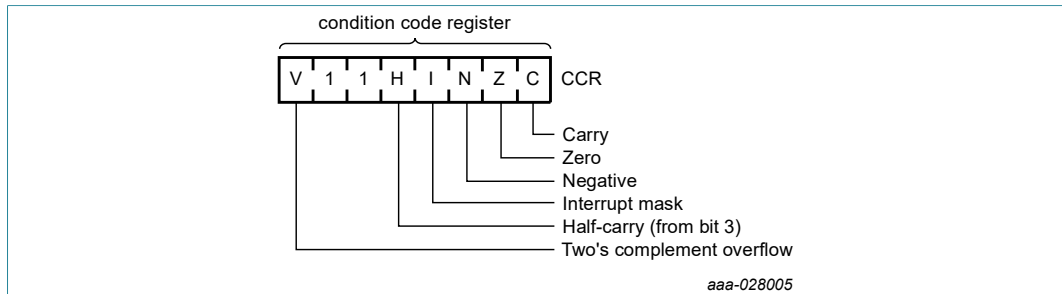 condition code register
V 1 1 H I N Z C CCR
Carry
Zero
Negative
Interrupt mask
Half-carry (from bit 3)
Two's complement overflow
aaa-028005